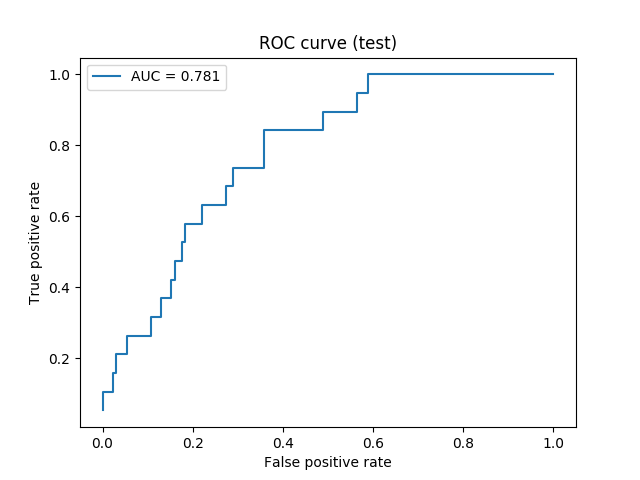 ROC curve (test)
AUC = 0.781
1.0
0.8
0.6
0.4
0.2
True positive rate
0.0 0.2 0.4 0.6 0.8 1.0
False positive rate